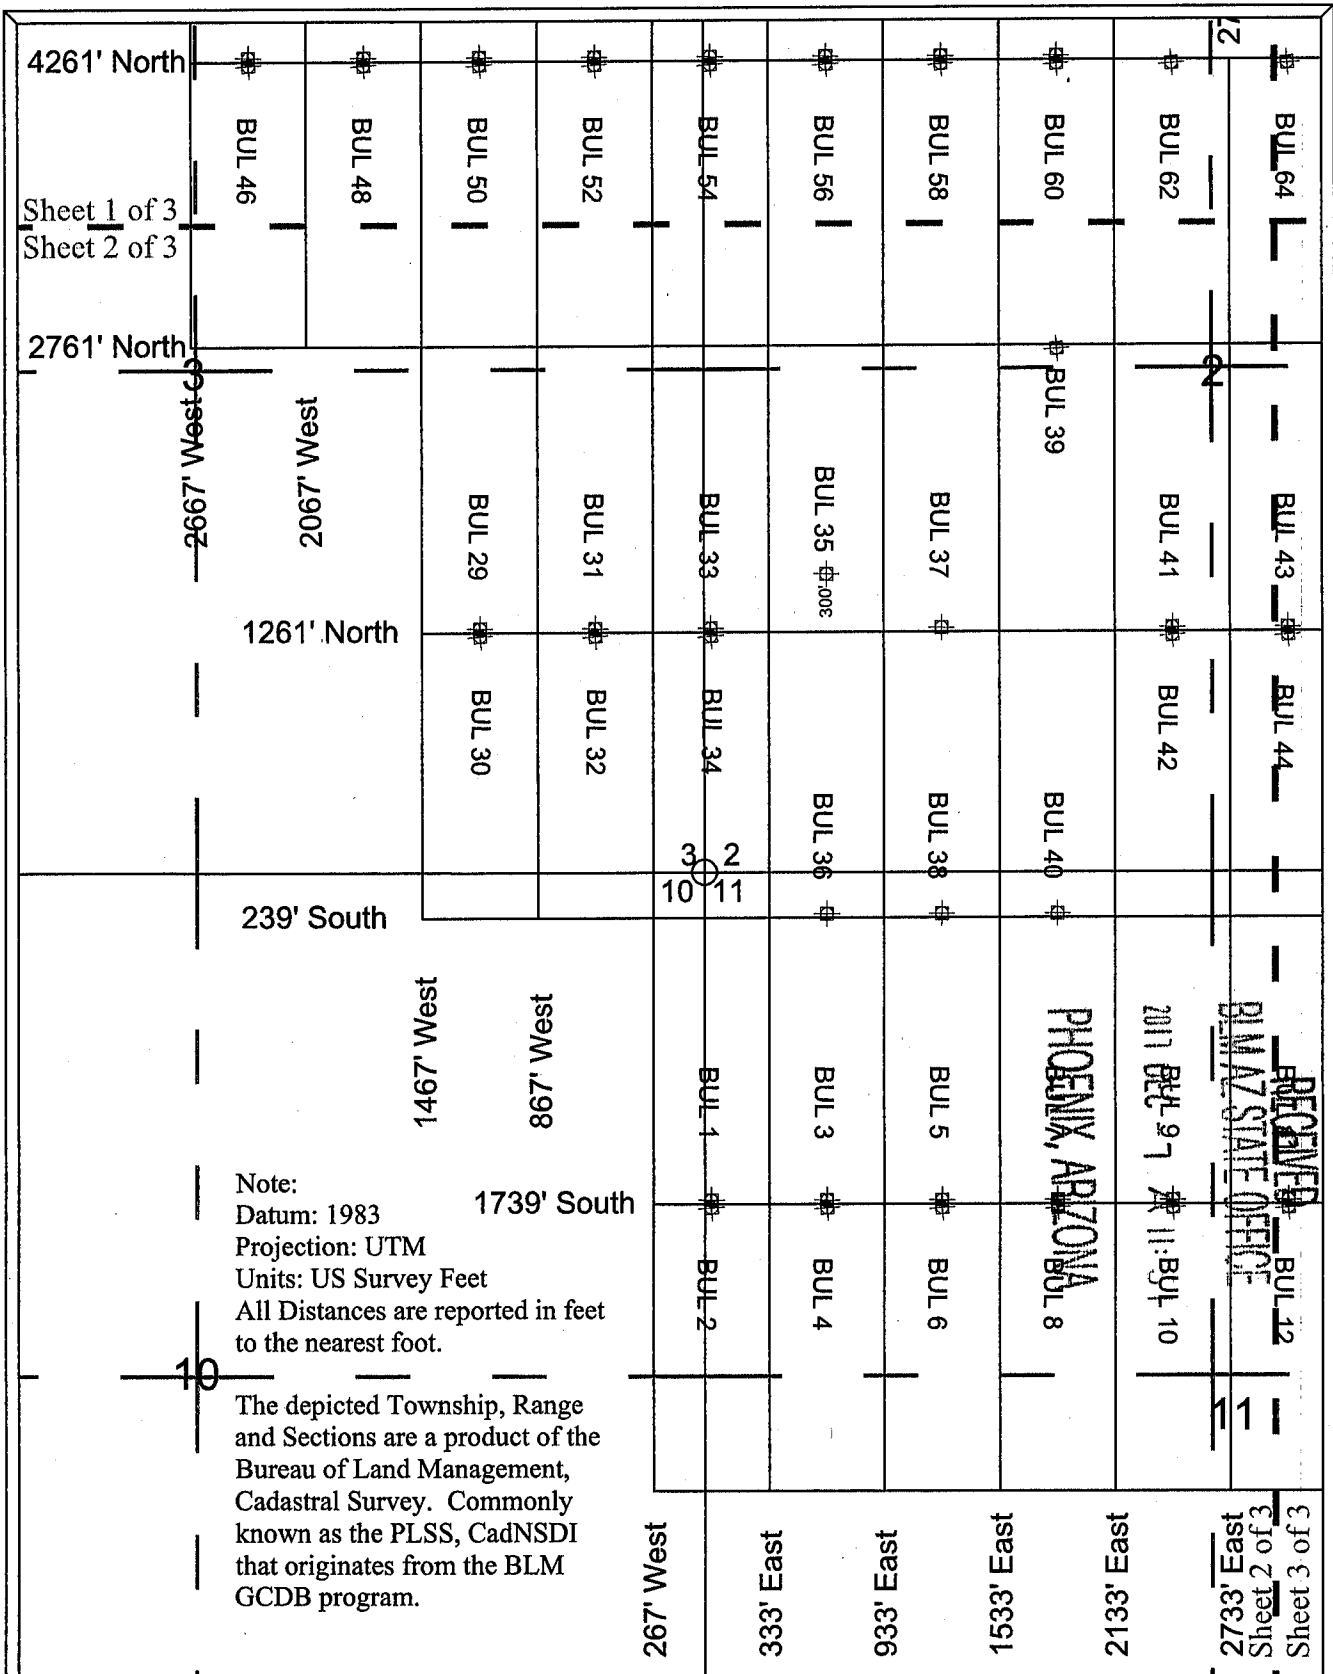 27
4261' North
BUL 46
BUL 48
BUL 50
BUL 52
BUL 54
BUL 56
BUL 58
BUL 60
BUL 62
BUL 64
Sheet 1 of 3
Sheet 2 of 3
2761' North
3
2
2667' West
2067' West
BUL 39
BUL 29
BUL 31
BUL 33
BUL 35
300'
BUL 37
BUL 41
BUL 43
1261' North
BUL 30
BUL 32
BUL 34
BUL 42
BUL 44
BUL 36
BUL 38
BUL 40
3 2
10 11
239' South
1467' West
867' West
BUL 1
BUL 3
BUL 5
BUL 9
RECEIVED
BLM AZ STATE OFFICE
2017 DEC
PHOENIX, ARIZONA
1739' South
BUL 2
BUL 4
BUL 6
BUL 8
BUL 10
BUL 12
Note:
Datum: 1983
Projection: UTM
Units: US Survey Feet
All Distances are reported in feet
to the nearest foot.
10
11
The depicted Township, Range
and Sections are a product of the
Bureau of Land Management,
Cadastral Survey. Commonly
known as the PLSS, CadNSDI
that originates from the BLM
GCDB program.
267' West
333' East
933' East
1533' East
2133' East
2733' East
Sheet 2 of 3
Sheet 3 of 3